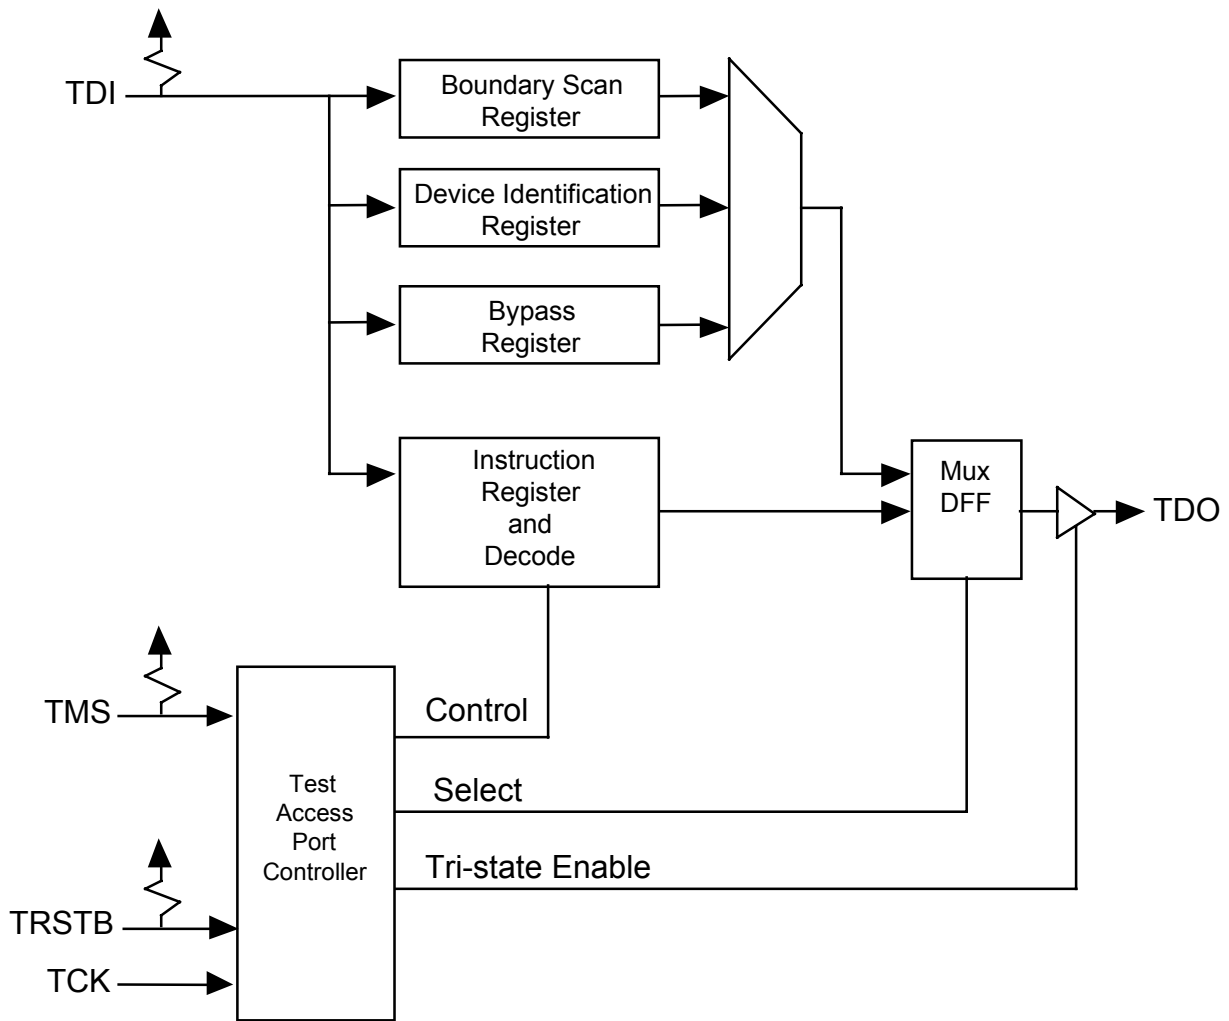 TDI
Boundary Scan
Register
Device Identification
Register
Bypass
Register
Instruction
Register
and
Decode
Mux
DFF
TDO
TMS
Control
Test
Access
Port
Controller
Select
Tri-state Enable
TRSTB
TCK